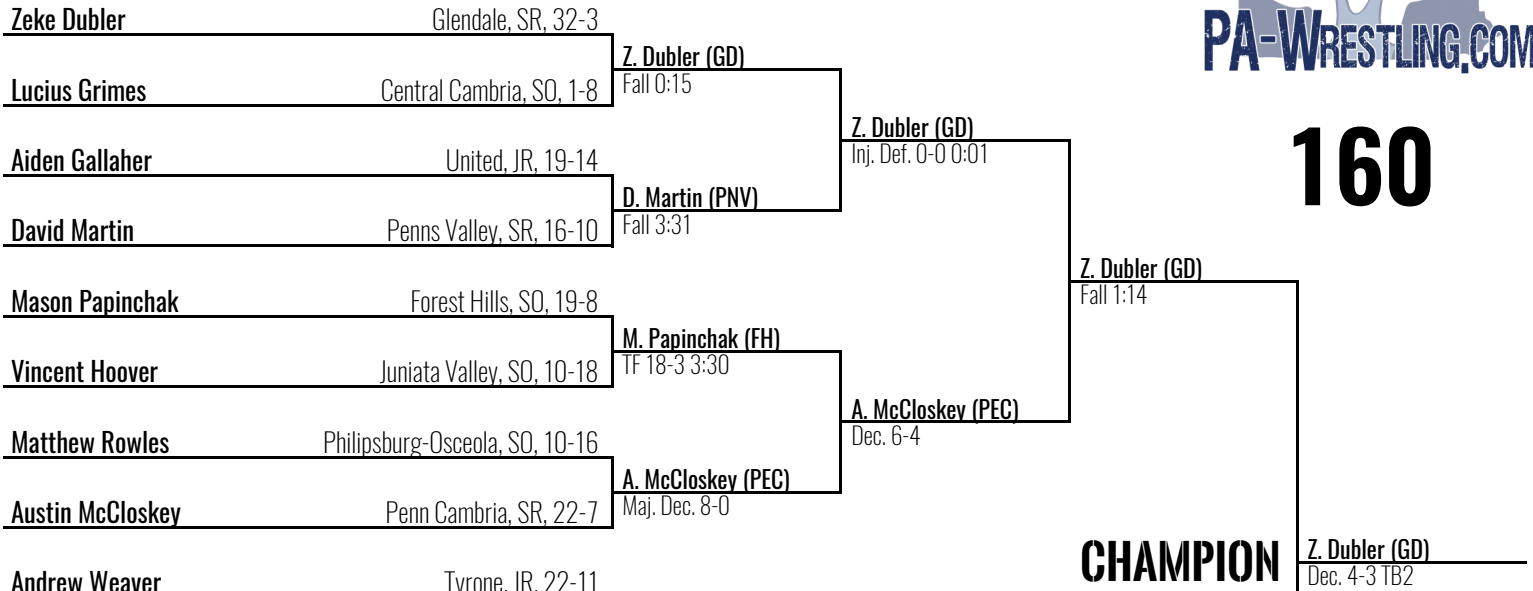 PA-WRESTLING.COM
160
Zeke Dubler Glendale, SR, 32-3
Z. Dubler (GD)
Fall 0:15
Lucius Grimes Central Cambria, SO, 1-8
Z. Dubler (GD)
Inj. Def. 0-0 0:01
Aiden Gallaher United, JR, 19-14
D. Martin (PNV)
Fall 3:31
David Martin Penns Valley, SR, 16-10
Z. Dubler (GD)
Fall 1:14
Mason Papinchak Forest Hills, SO, 19-8
M. Papinchak (FH)
TF 18-3 3:30
Vincent Hoover Juniata Valley, SO, 10-18
A. McCloskey (PEC)
Dec. 6-4
Matthew Rowles Philipsburg-Osceola, SO, 10-16
A. McCloskey (PEC)
Maj. Dec. 8-0
Austin McCloskey Penn Cambria, SR, 22-7
CHAMPION
Z. Dubler (GD)
Dec. 4-3 TB2
Andrew Weaver Tyrone, JR, 22-11